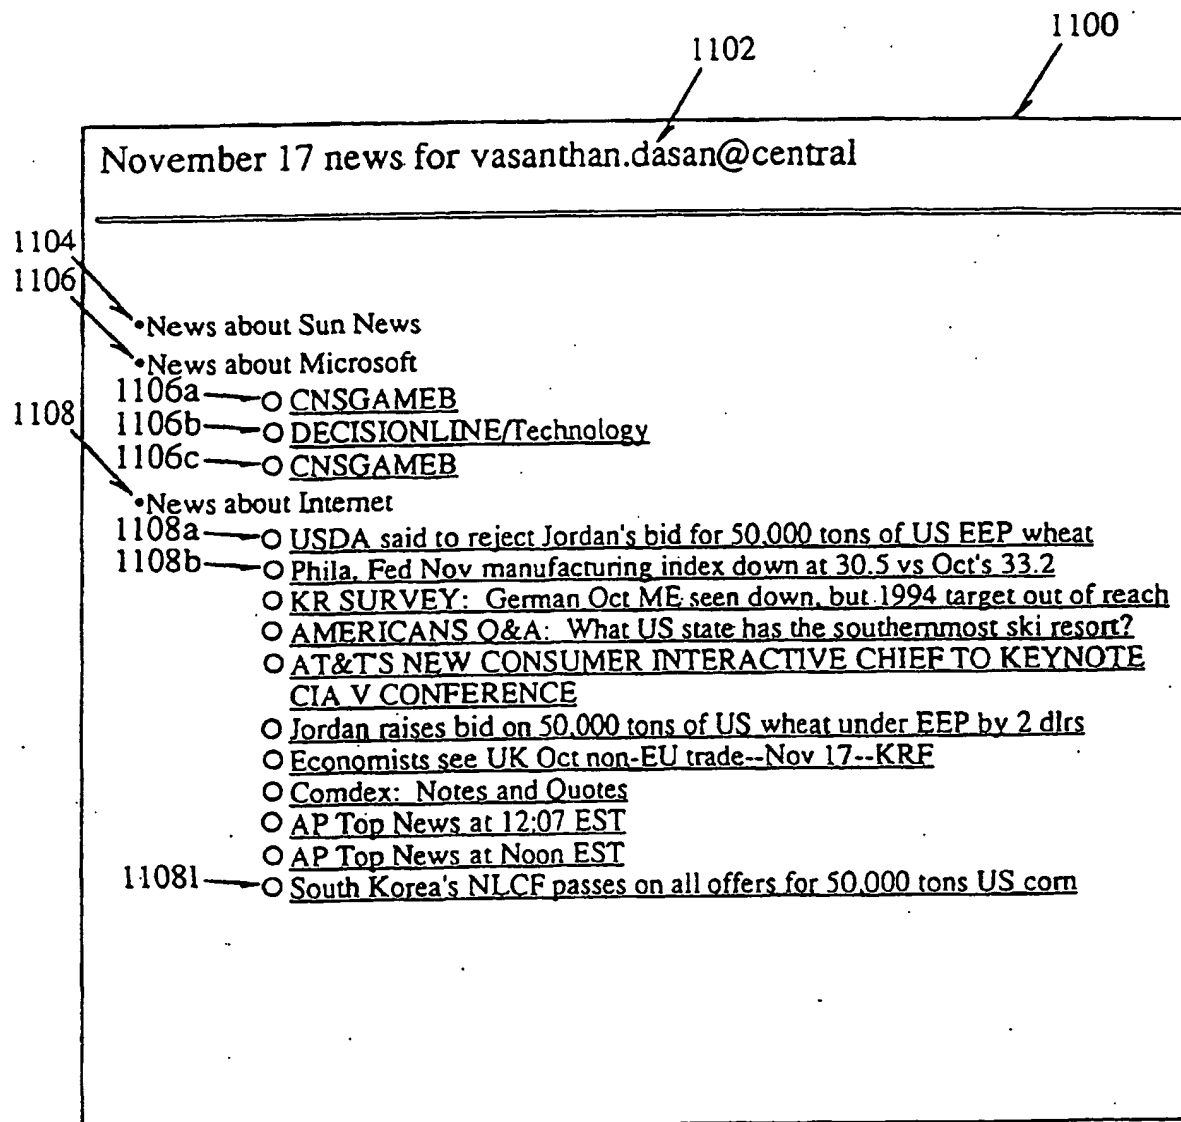 1100
1102
November 17 news for vasanthan.dasan@central
1104
1106
•News about Sun News
•News about Microsoft
1106a
CNSGAMEB
1108
1106b
DECISIONLINE/Technology
1106c
CNSGAMEB
•News about Internet
1108a
USDA said to reject Jordan's bid for 50,000 tons of US EEP wheat
1108b
Phila. Fed Nov manufacturing index down at 30.5 vs Oct's 33.2
KR SURVEY: German Oct ME seen down, but 1994 target out of reach
AMERICANS Q&A: What US state has the southernmost ski resort?
AT&T'S NEW CONSUMER INTERACTIVE CHIEF TO KEYNOTE
CIA V CONFERENCE
Jordan raises bid on 50,000 tons of US wheat under EEP by 2 dlrs
Economists see UK Oct non-EU trade--Nov 17--KRF
Comdex: Notes and Quotes
AP Top News at 12:07 EST
AP Top News at Noon EST
1108l
South Korea's NLCF passes on all offers for 50,000 tons US corn